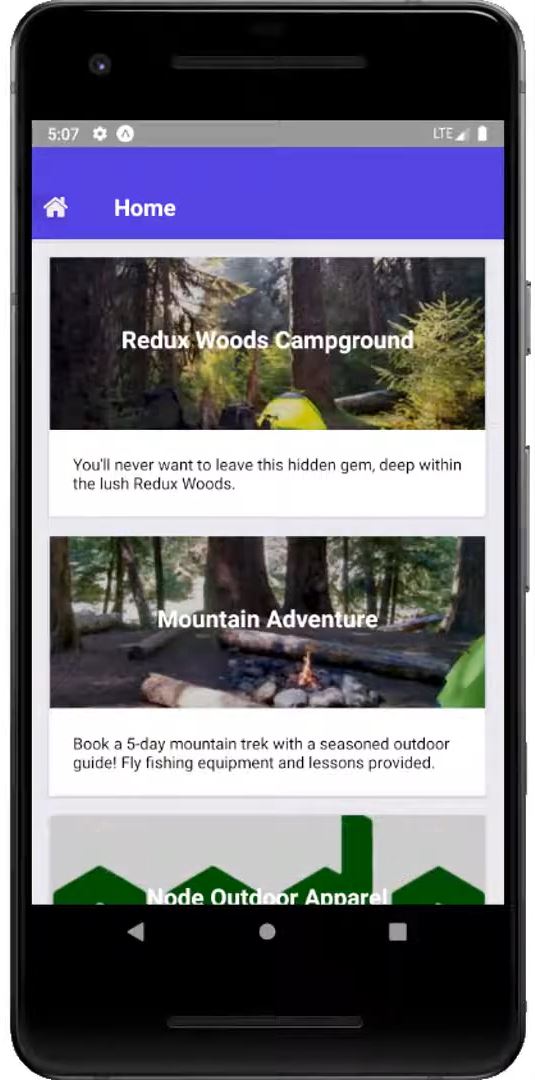 5:07 LTE
Home
Redux Woods Campground
You'll never want to leave this hidden gem, deep within
the lush Redux Woods.
Mountain Adventure
Book a 5-day mountain trek with a seasoned outdoor
guide! Fly fishing equipment and lessons provided.
Node Outdoor Apparel